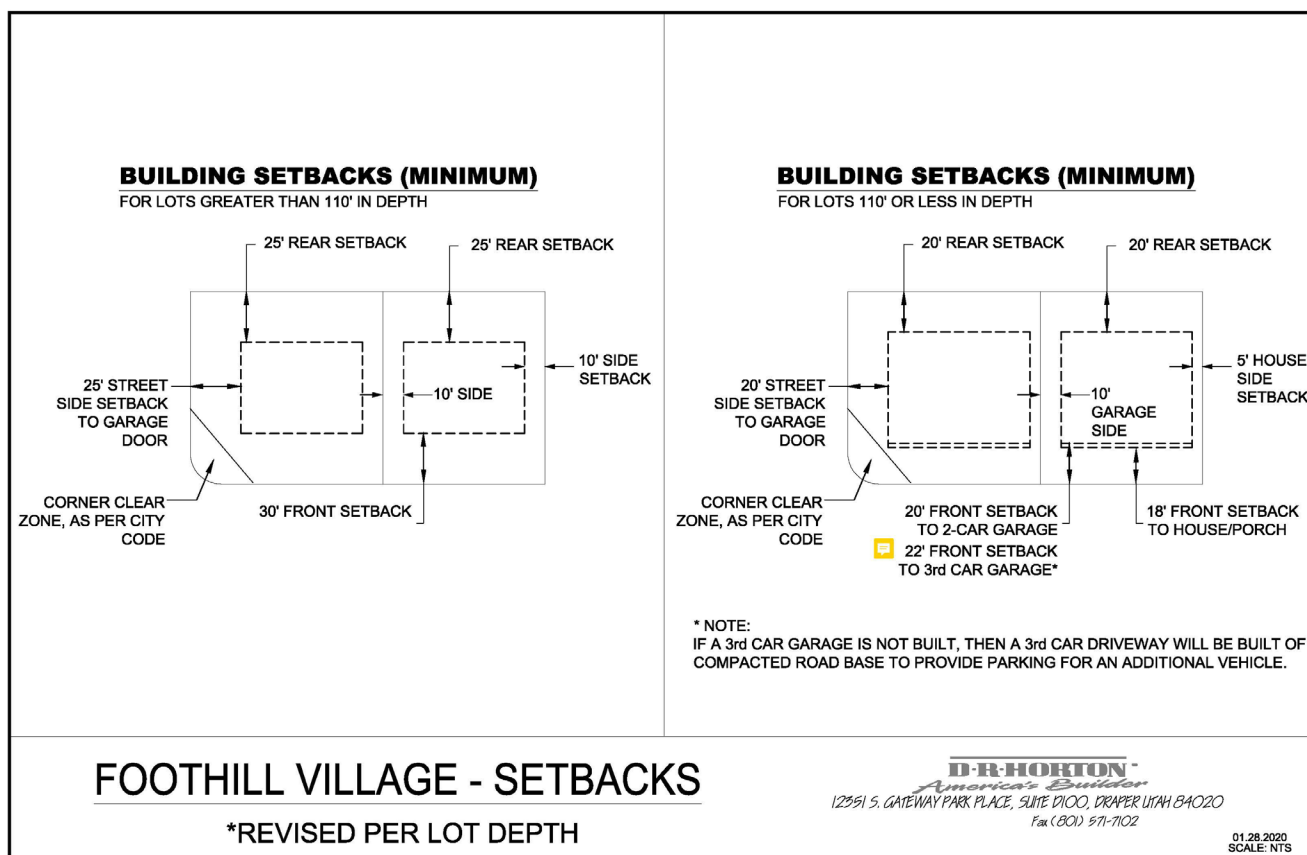 BUILDING SETBACKS (MINIMUM)
FOR LOTS GREATER THAN 110' IN DEPTH
25' REAR SETBACK
25' REAR SETBACK
25' STREET
SIDE SETBACK
TO GARAGE
DOOR
10' SIDE
10' SIDE
SETBACK
CORNER CLEAR
ZONE, AS PER CITY
CODE
30' FRONT SETBACK
BUILDING SETBACKS (MINIMUM)
FOR LOTS 110' OR LESS IN DEPTH
20' REAR SETBACK
20' REAR SETBACK
20' STREET
SIDE SETBACK
TO GARAGE
DOOR
10'
GARAGE
SIDE
5' HOUSE
SIDE
SETBACK
CORNER CLEAR
ZONE, AS PER CITY
CODE
20' FRONT SETBACK
TO 2-CAR GARAGE
22' FRONT SETBACK
TO 3rd CAR GARAGE*
18' FRONT SETBACK
TO HOUSE/PORCH
* NOTE:
IF A 3rd CAR GARAGE IS NOT BUILT, THEN A 3rd CAR DRIVEWAY WILL BE BUILT OF
COMPACTED ROAD BASE TO PROVIDE PARKING FOR AN ADDITIONAL VEHICLE.
FOOTHILL VILLAGE - SETBACKS
*REVISED PER LOT DEPTH
D·R·HORTON
America's Builder
12351 S. GATEWAY PARK PLACE, SUITE D100, DRAPER UTAH 84020
Fax (801) 571-7102
01.28.2020
SCALE: NTS